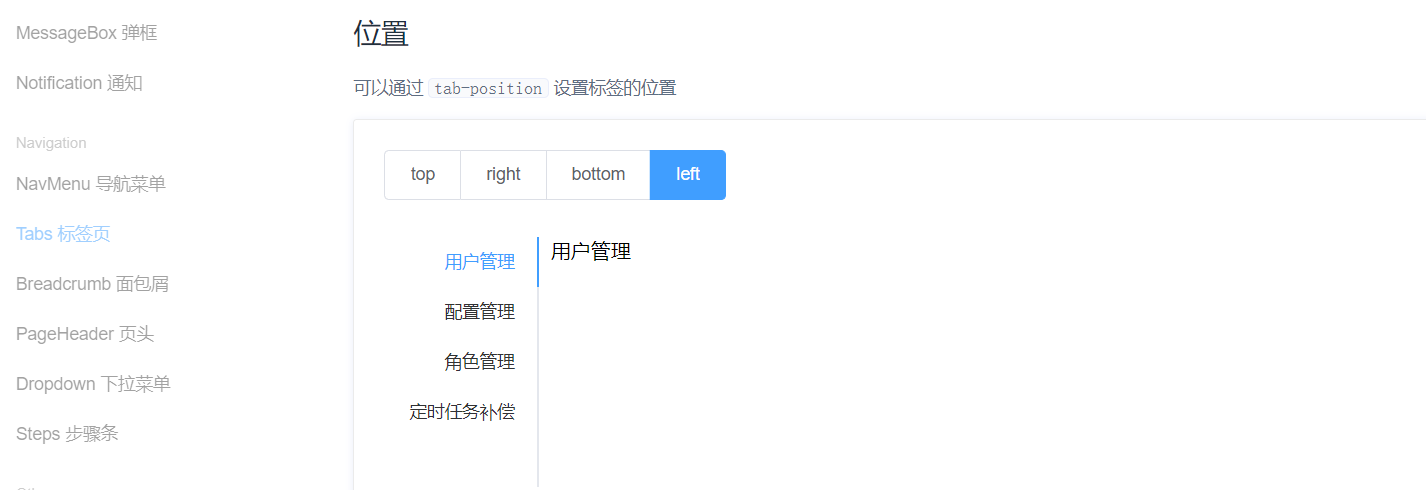 MessageBox 弹框
Notification 通知
Navigation
NavMenu 导航菜单
Tabs 标签页
Breadcrumb 面包屑
PageHeader 页头
Dropdown 下拉菜单
Steps 步骤条
位置
可以通过 tab-position 设置标签的位置
top right bottom left
用户管理
配置管理
角色管理
定时任务补偿
用户管理